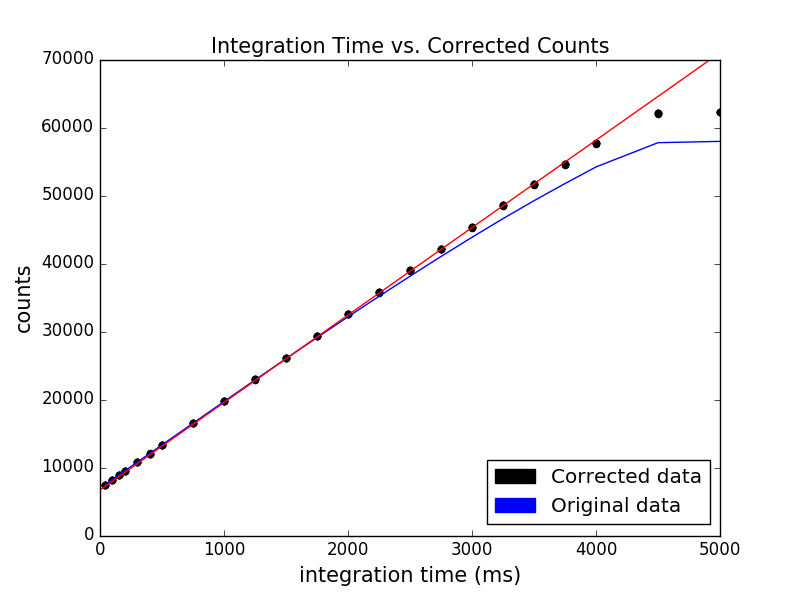 Integration Time vs. Corrected Counts
70000
60000
50000
40000
30000
20000
10000
0
counts
Corrected data
Original data
0 1000 2000 3000 4000 5000
integration time (ms)